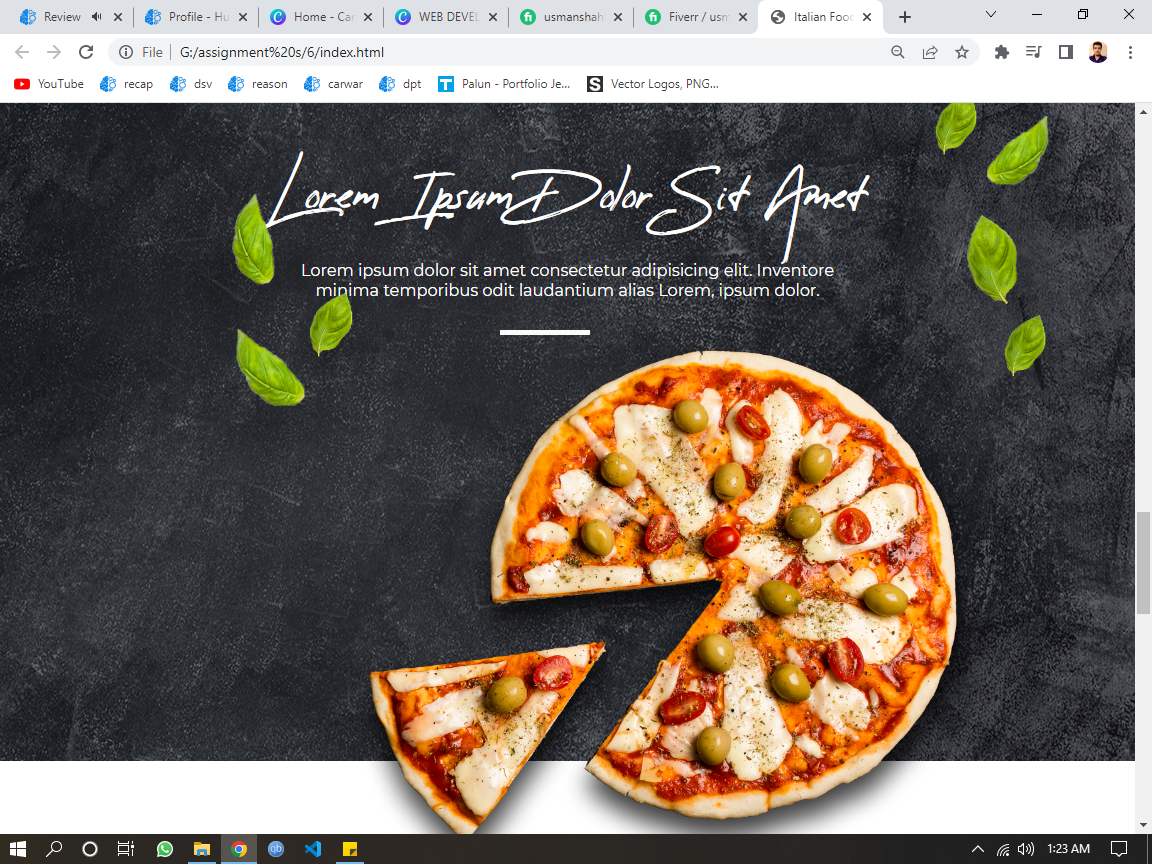 Review
Profile - Hu
Home - Car
WEB DEVEL
usmanshah
Fiverr / usm
Italian Food
File
G:/assignment%20s/6/index.html
YouTube
recap
dsv
reason
carwar
dpt
Palun - Portfolio Je...
Vector Logos, PNG...
Lorem Ipsum Dolor Sit Amet
Lorem ipsum dolor sit amet consectetur adipisicing elit. Inventore
minima temporibus odit laudantium alias Lorem, ipsum dolor.
1:23 AM